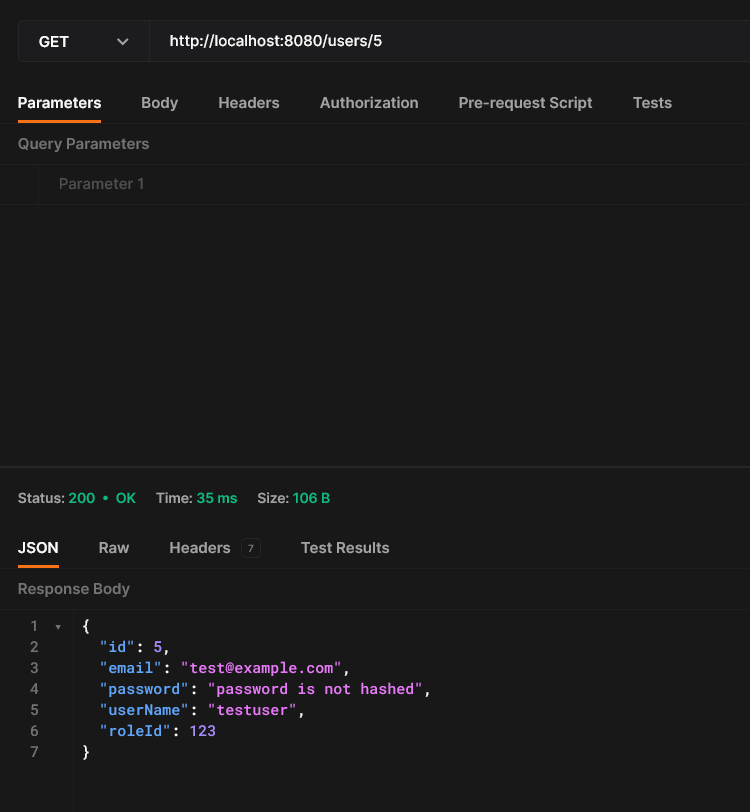 GET http://localhost:8080/users/5
Parameters Body Headers Authorization Pre-request Script Tests
Query Parameters
Parameter 1
Status: 200 • OK Time: 35 ms Size: 106 B
JSON Raw Headers 7 Test Results
Response Body
1 {
2 "id": 5,
3 "email": "test@example.com",
4 "password": "password is not hashed",
5 "userName": "testuser",
6 "roleId": 123
7 }